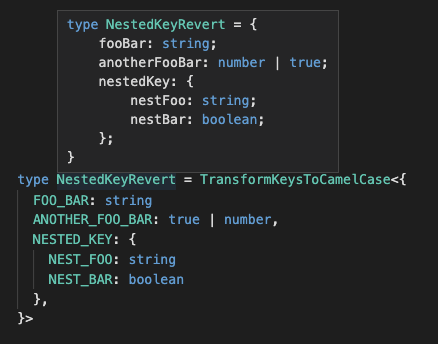 type NestedKeyRevert = {
    fooBar: string;
    anotherFooBar: number | true;
    nestedKey: {
        nestFoo: string;
        nestBar: boolean;
    };
}
type NestedKeyRevert = TransformKeysToCamelCase<{
  FOO_BAR: string
  ANOTHER_FOO_BAR: true | number,
  NESTED_KEY: {
    NEST_FOO: string
    NEST_BAR: boolean
  },
}>